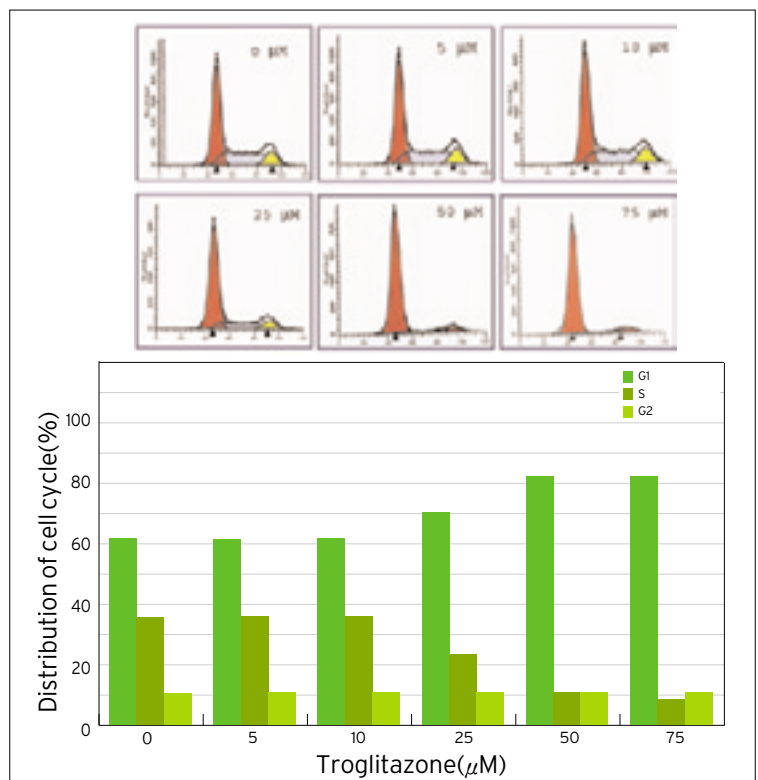 0 µM
5 µM
10 µM
25 µM
50 µM
75 µM
G1
S
G2
Distribution of cell cycle(%)
100
80
60
40
20
0
0 5 10 25 50 75
Troglitazone(µM)